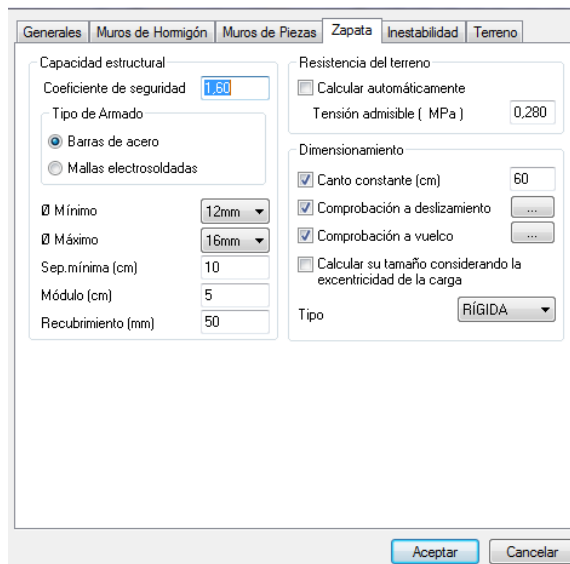 Generales Muros de Hormigón Muros de Piezas Zapata Inestabilidad Terreno
Capacidad estructural
Coeficiente de seguridad 1,60
Tipo de Armado
Barras de acero
Mallas electrosoldadas
Ø Mínimo 12mm
Ø Máximo 16mm
Sep.mínima (cm) 10
Módulo (cm) 5
Recubrimiento (mm) 50
Resistencia del terreno
Calcular automáticamente
Tensión admisible ( MPa ) 0,280
Dimensionamiento
Canto constante (cm) 60
Comprobación a deslizamiento ...
Comprobación a vuelco ...
Calcular su tamaño considerando la
excentricidad de la carga
Tipo RÍGIDA
Aceptar Cancelar